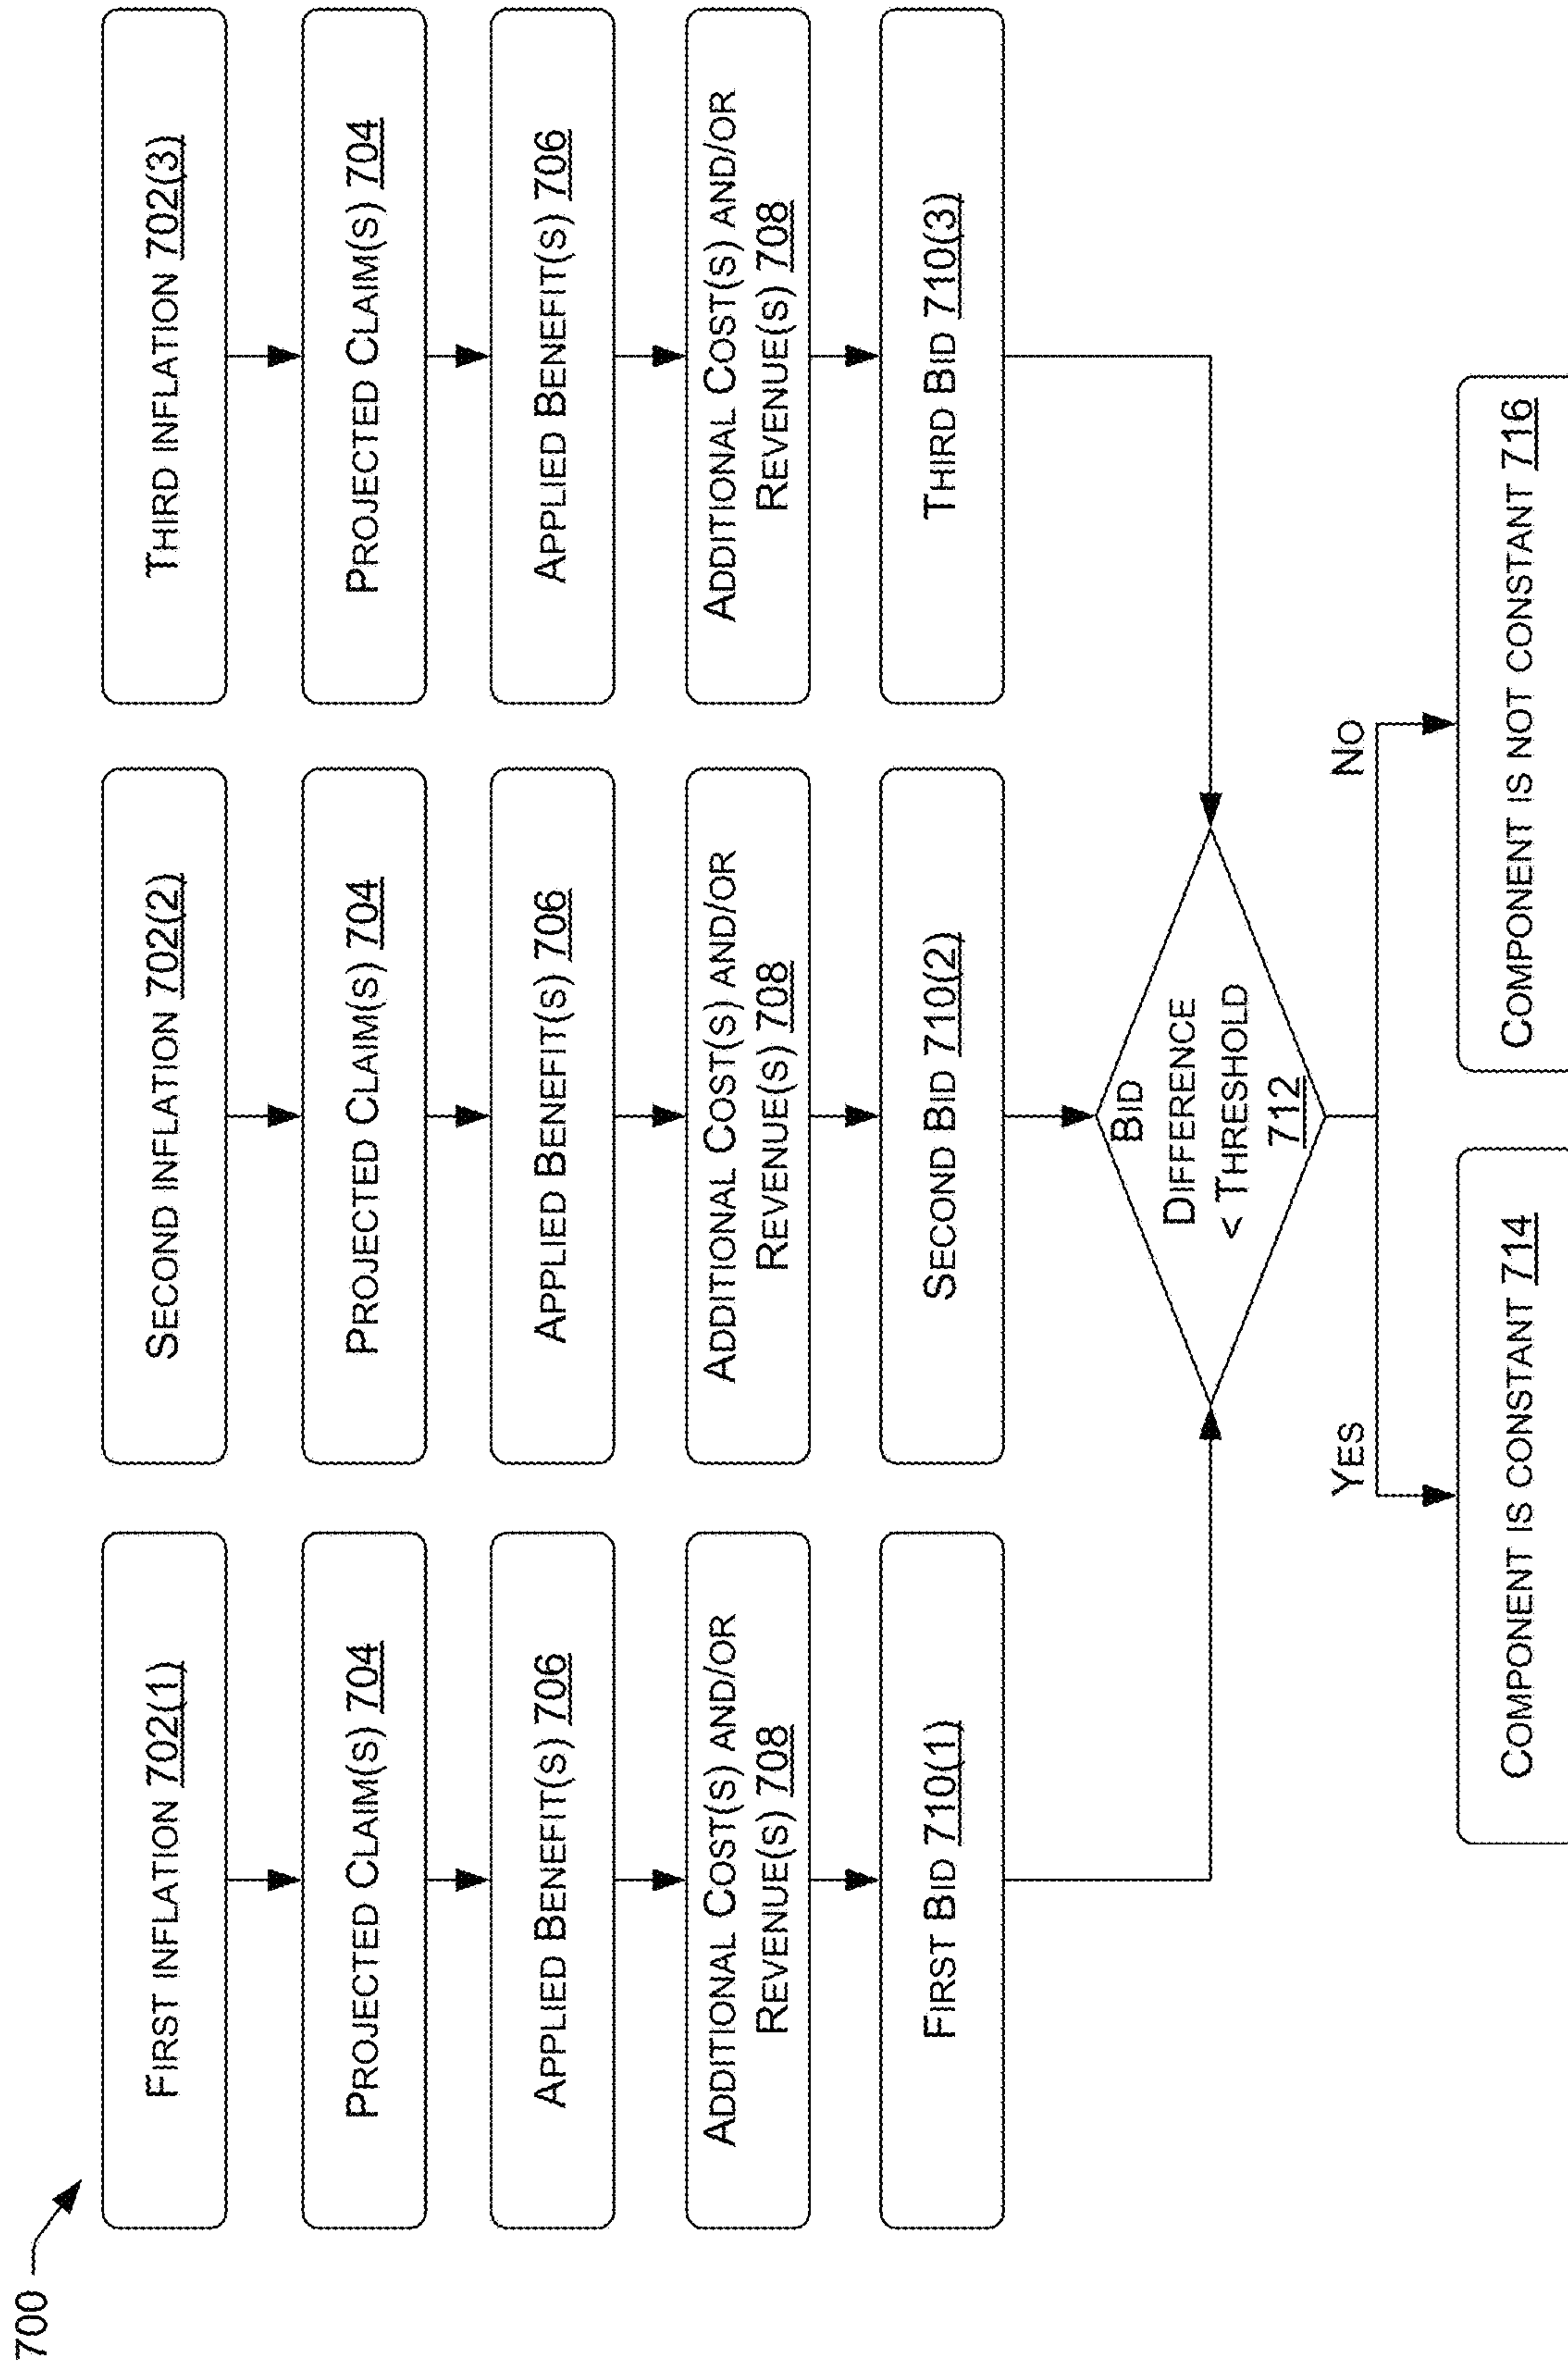 700
First inflation 702(1)
Second inflation 702(2)
Third inflation 702(3)
Projected Claim(s) 704
Projected Claim(s) 704
Projected Claim(s) 704
Applied Benefit(s) 706
Applied Benefit(s) 706
Applied Benefit(s) 706
Additional Cost(s) and/or
Revenue(s) 708
Additional Cost(s) and/or
Revenue(s) 708
Additional Cost(s) and/or
Revenue(s) 708
First Bid 710(1)
Second Bid 710(2)
Third Bid 710(3)
Bid
Difference
< Threshold
712
Yes
No
Component is constant 714
Component is not constant 716